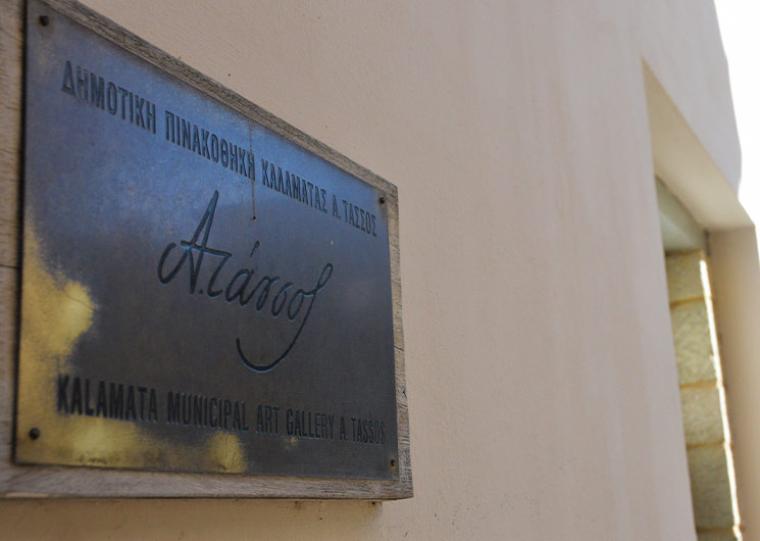 ΔΗΜΟΤΙΚΗ ΠΙΝΑΚΟΘΗΚΗ ΚΑΛΑΜΑΤΑΣ Α. ΤΑΣΣΟΣ
Α.τάσσος
KALAMATA MUNICIPAL ART GALLERY A. TASSOS